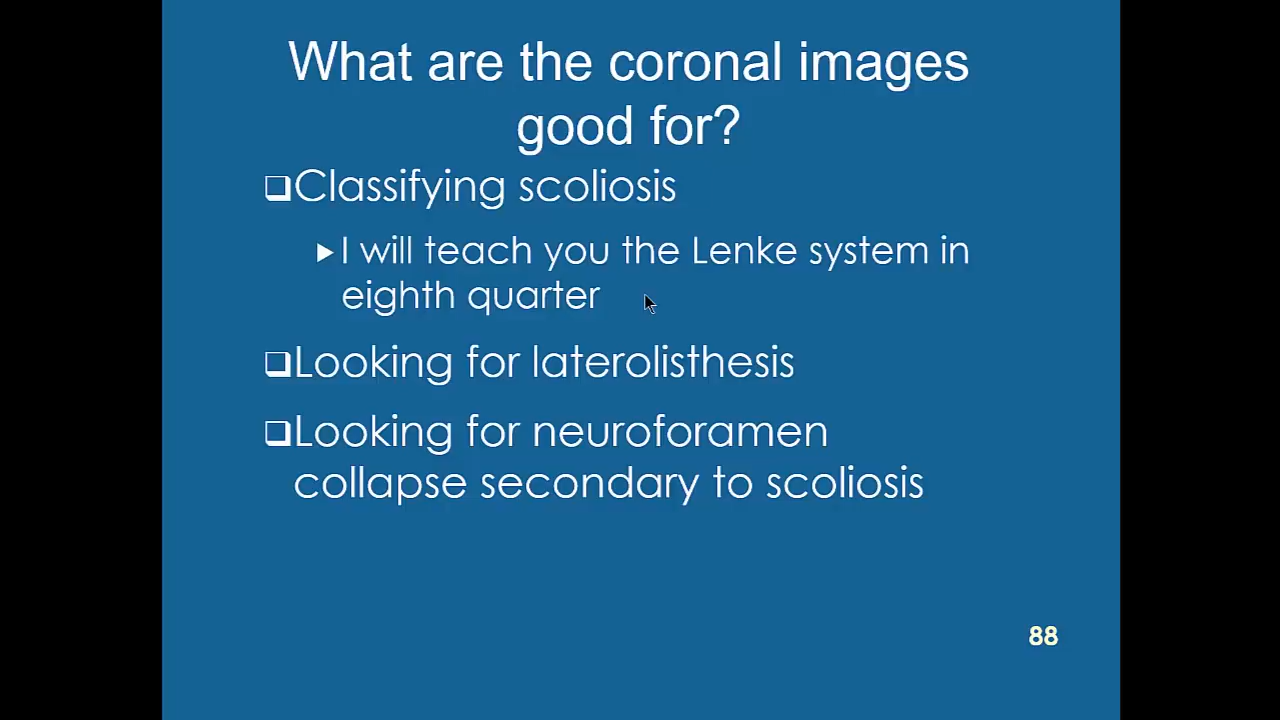 What are the coronal images
good for?
❑Classifying scoliosis
▶I will teach you the Lenke system in
eighth quarter
❑Looking for laterolisthesis
❑Looking for neuroforamen
collapse secondary to scoliosis
88